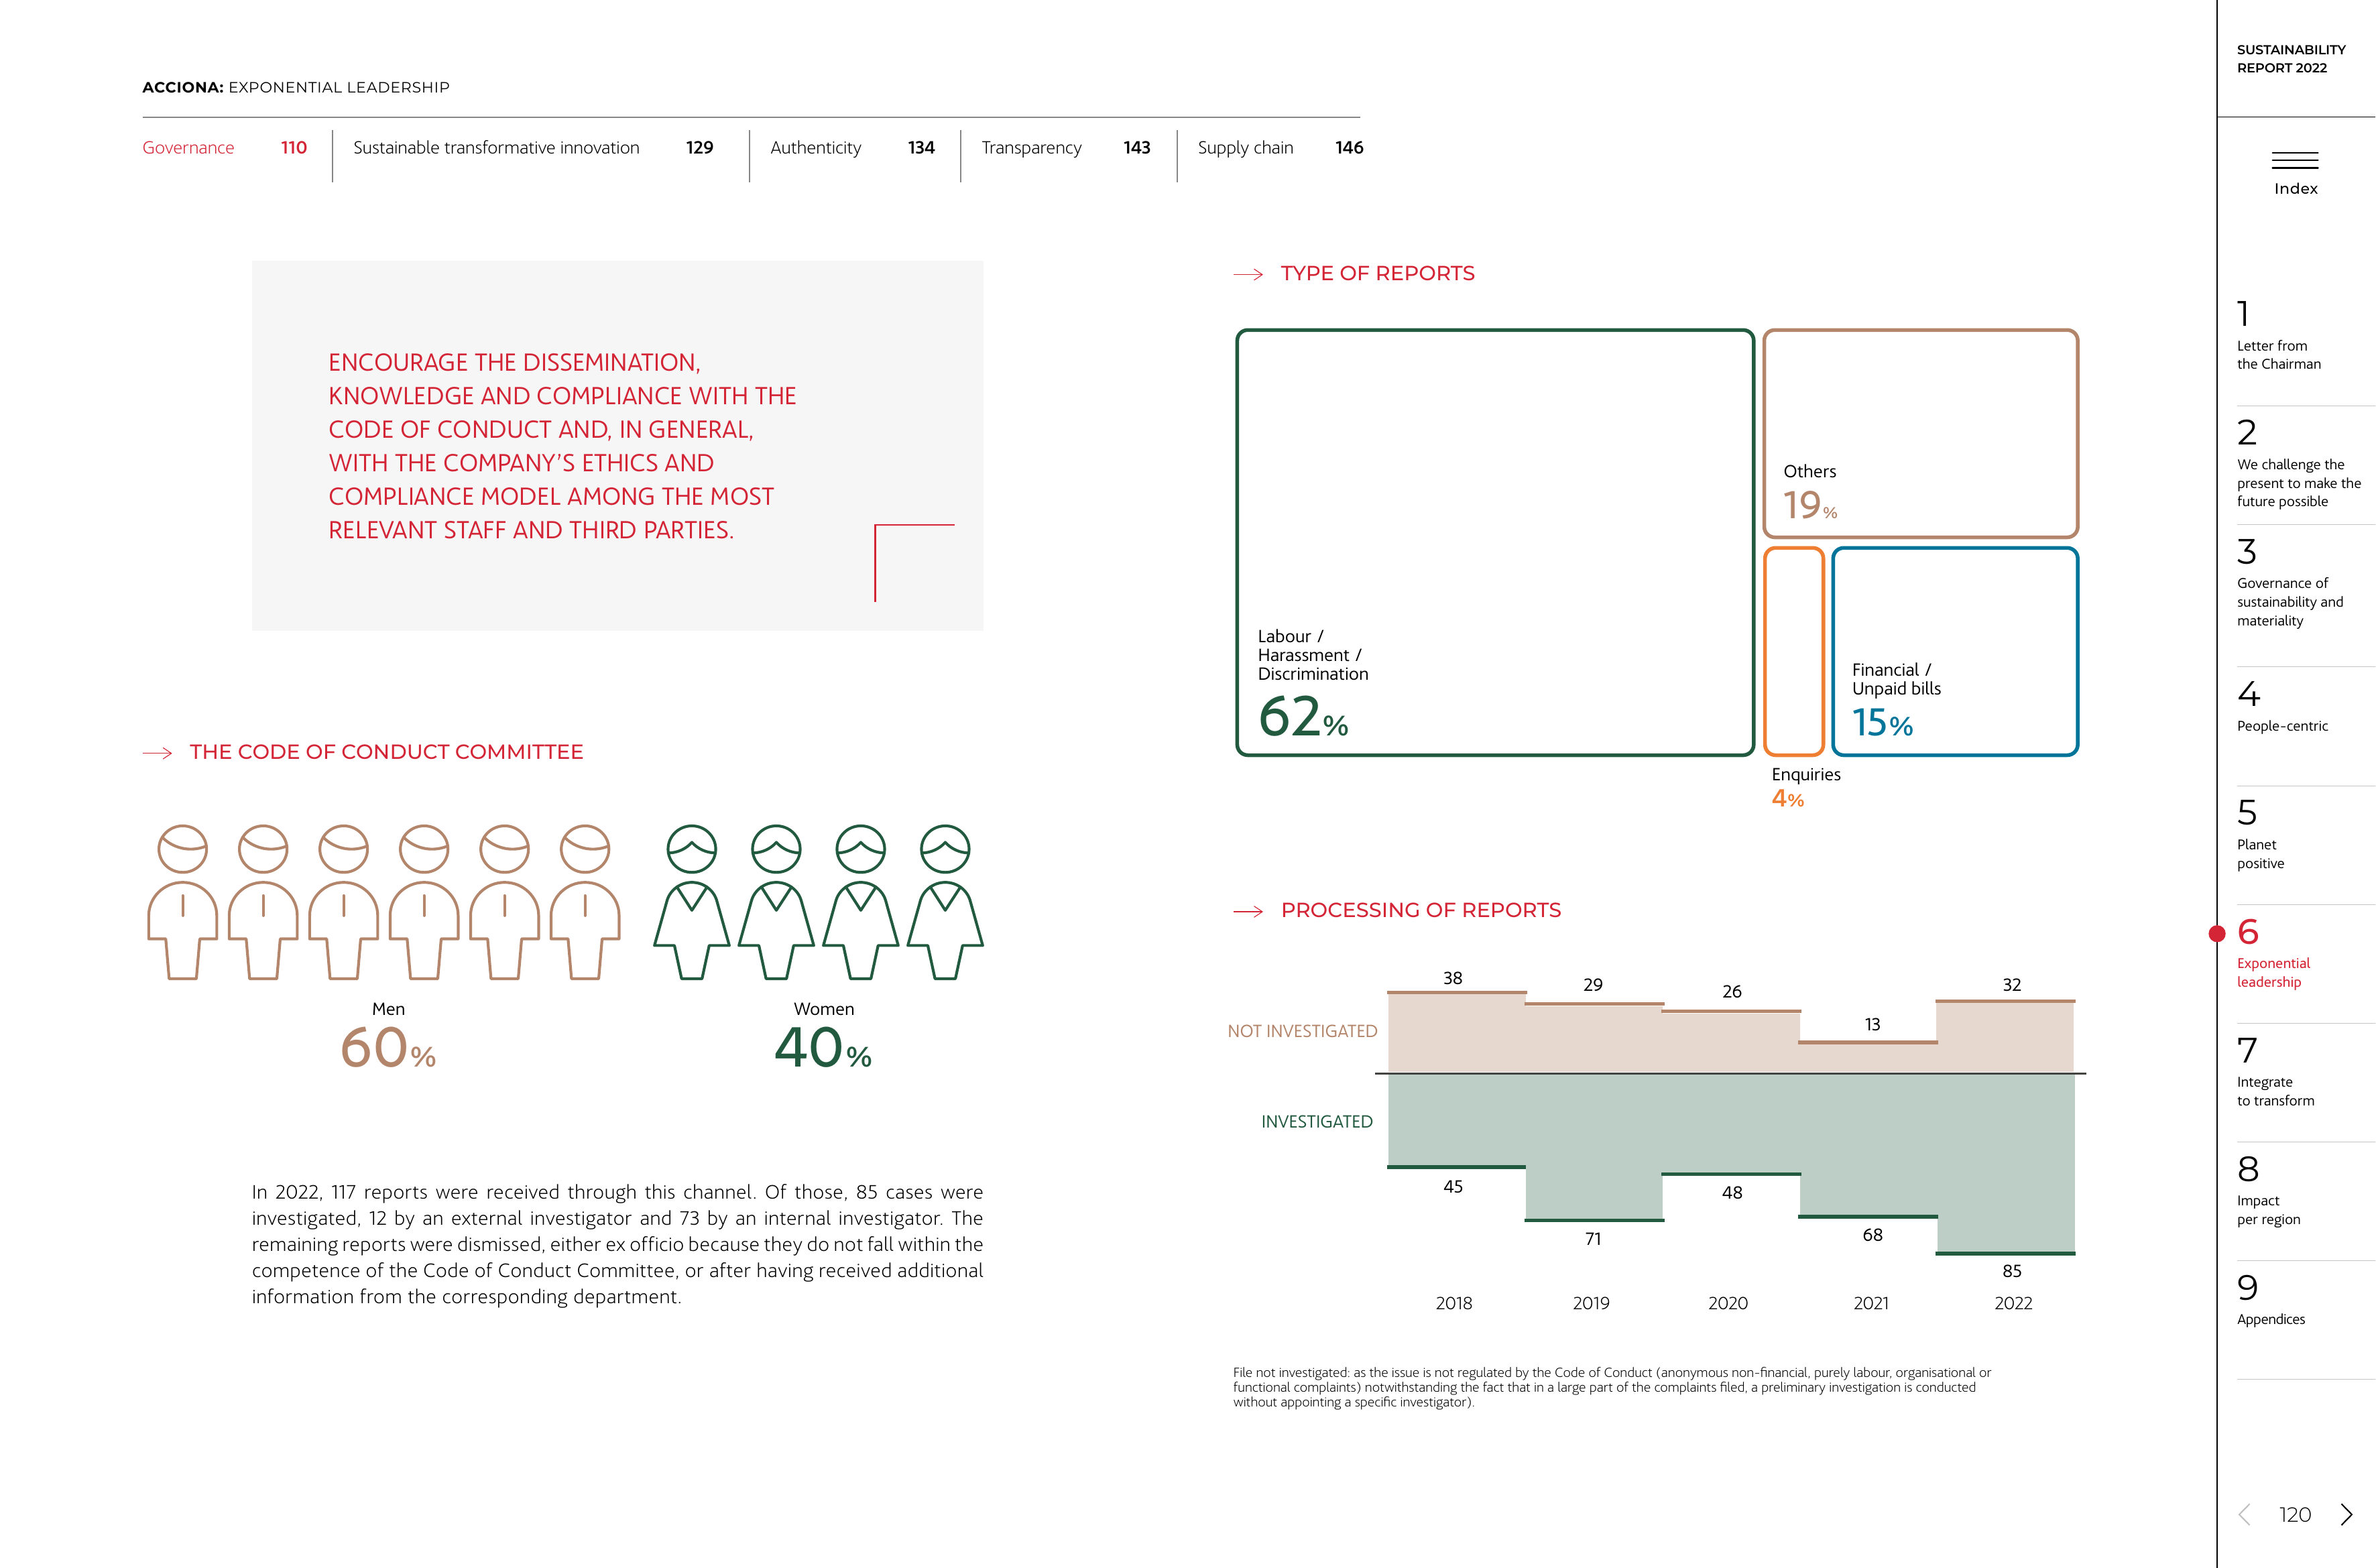 ACCIONA: EXPONENTIAL LEADERSHIP
Governance 110 Sustainable transformative innovation 129 Authenticity 134 Transparency 143 Supply chain 146
ENCOURAGE THE DISSEMINATION,
KNOWLEDGE AND COMPLIANCE WITH THE
CODE OF CONDUCT AND, IN GENERAL,
WITH THE COMPANY’S ETHICS AND
COMPLIANCE MODEL AMONG THE MOST
RELEVANT STAFF AND THIRD PARTIES.
THE CODE OF CONDUCT COMMITTEE
Men
60%
Women
40%
In 2022, 117 reports were received through this channel. Of those, 85 cases were
investigated, 12 by an external investigator and 73 by an internal investigator. The
remaining reports were dismissed, either ex officio because they do not fall within the
competence of the Code of Conduct Committee, or after having received additional
information from the corresponding department.
TYPE OF REPORTS
Labour /
Harassment /
Discrimination
62%
Others
19%
Financial /
Unpaid bills
15%
Enquiries
4%
PROCESSING OF REPORTS
38 29 26 13 32
NOT INVESTIGATED
INVESTIGATED
45 71 48 68 85
2018 2019 2020 2021 2022
File not investigated: as the issue is not regulated by the Code of Conduct (anonymous non-financial, purely labour, organisational or
functional complaints) notwithstanding the fact that in a large part of the complaints filed, a preliminary investigation is conducted
without appointing a specific investigator).
SUSTAINABILITY
REPORT 2022
Index
1
Letter from
the Chairman
2
We challenge the
present to make the
future possible
3
Governance of
sustainability and
materiality
4
People-centric
5
Planet
positive
6
Exponential
leadership
7
Integrate
to transform
8
Impact
per region
9
Appendices
120